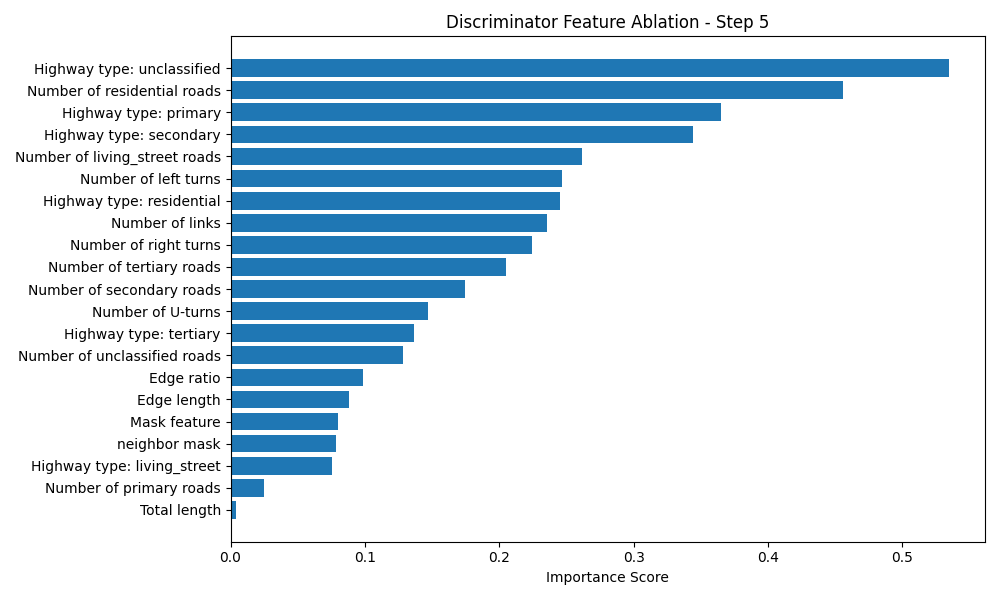 Discriminator Feature Ablation - Step 5
Highway type: unclassified
Number of residential roads
Highway type: primary
Highway type: secondary
Number of living_street roads
Number of left turns
Highway type: residential
Number of links
Number of right turns
Number of tertiary roads
Number of secondary roads
Number of U-turns
Highway type: tertiary
Number of unclassified roads
Edge ratio
Edge length
Mask feature
neighbor mask
Highway type: living_street
Number of primary roads
Total length
0.0 0.1 0.2 0.3 0.4 0.5
Importance Score